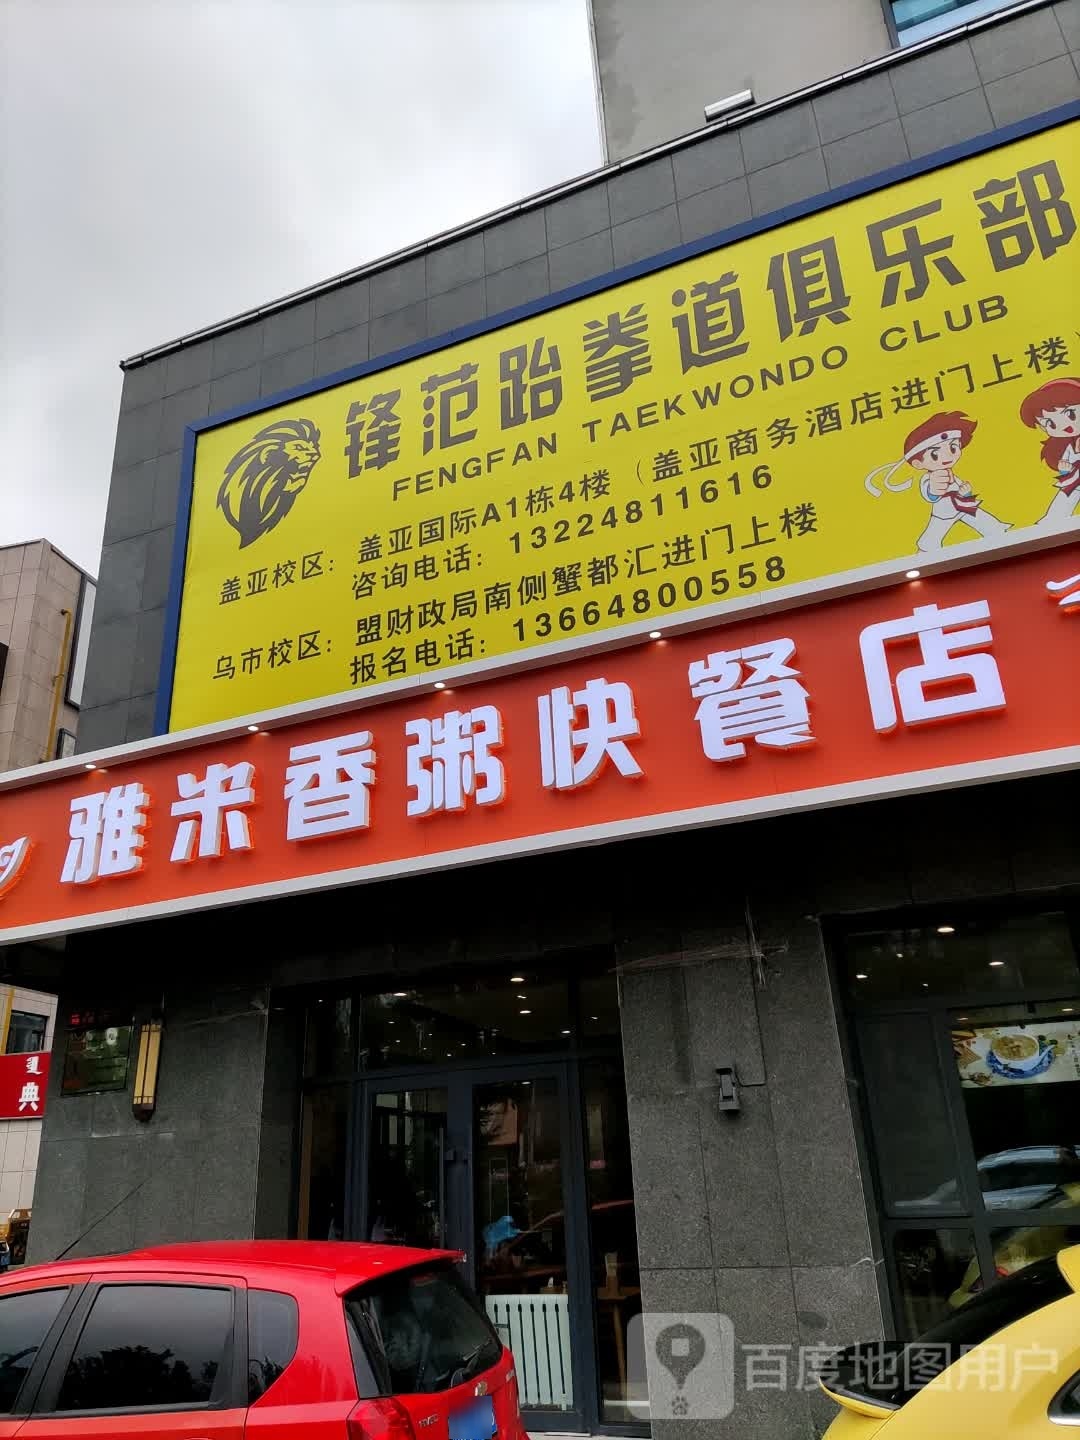 锋范跆拳道俱乐部
FENGFAN TAEKWONDO CLUB
盖亚校区：盖亚国际A1栋4楼（盖亚商务酒店进门上楼）
咨询电话：13224811616
乌市校区：盟财政局南侧蟹都汇进门上楼
报名电话：13664800558
雅米香粥快餐店
典
百度地图用户